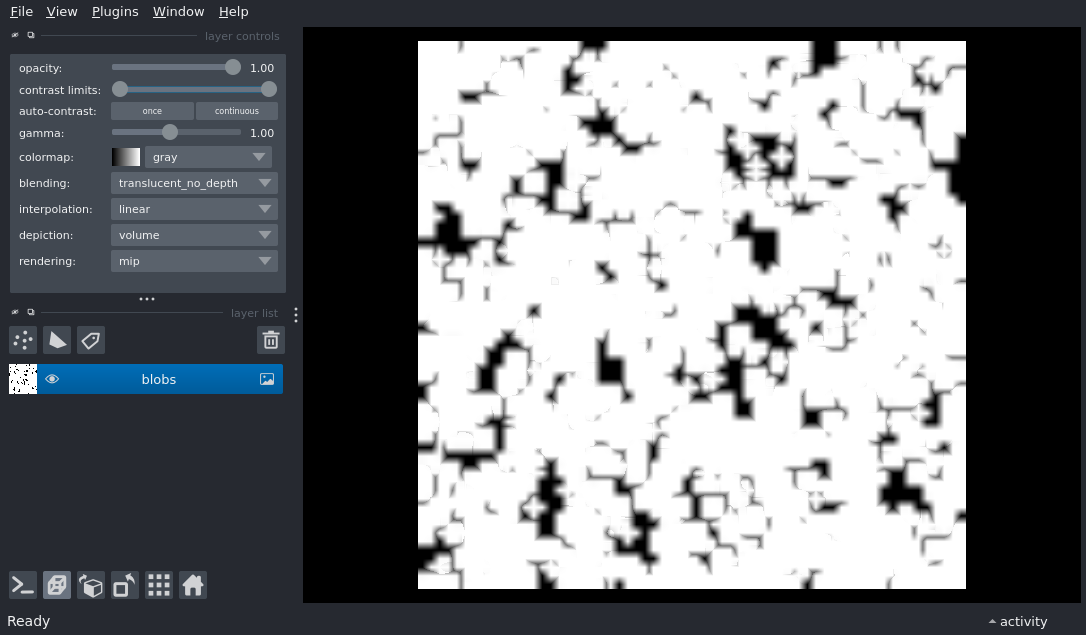 File View Plugins Window Help
layer controls
opacity: 1.00
contrast limits:
auto-contrast: once continuous
gamma: 1.00
colormap: gray
blending: translucent_no_depth
interpolation: linear
depiction: volume
rendering: mip
layer list
blobs
Ready activity